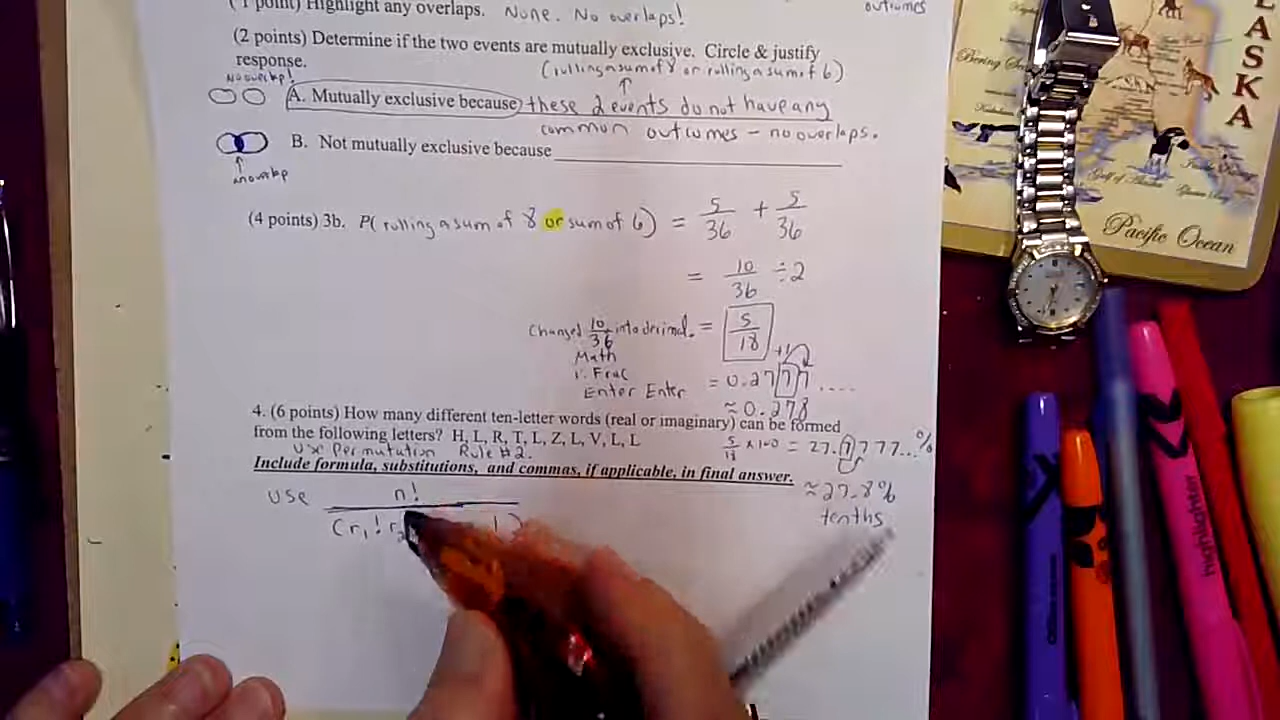 ( 1 point) Highlight any overlaps. None. No overlaps!
outcomes
(2 points) Determine if the two events are mutually exclusive. Circle & justify
response.
(rolling a sum of 8 or rolling a sum of 6)
No overlap!
A. Mutually exclusive because these 2 events do not have any
common outcomes - no overlaps.
B. Not mutually exclusive because
an overlap
(4 points) 3b. P(rolling a sum of 8 or sum of 6) = 5/36 + 5/36
= 10/36 ÷2
Changed 10/36 into decimal. = 5/18
Math
1: Frac
Enter Enter
+1
= 0.2777....
≈ 0.278
4. (6 points) How many different ten-letter words (real or imaginary) can be formed
from the following letters? H, L, R, T, L, Z, L, V, L, L
5/18 × 100 = 27.7777...%
Use Permutation Rule #2.
Include formula, substitutions, and commas, if applicable, in final answer.
≈ 27.8%
tenths
Use n!
(r₁! r₂ !)
ASKA
Gulf of Alaska
Pacific Ocean
highlighter